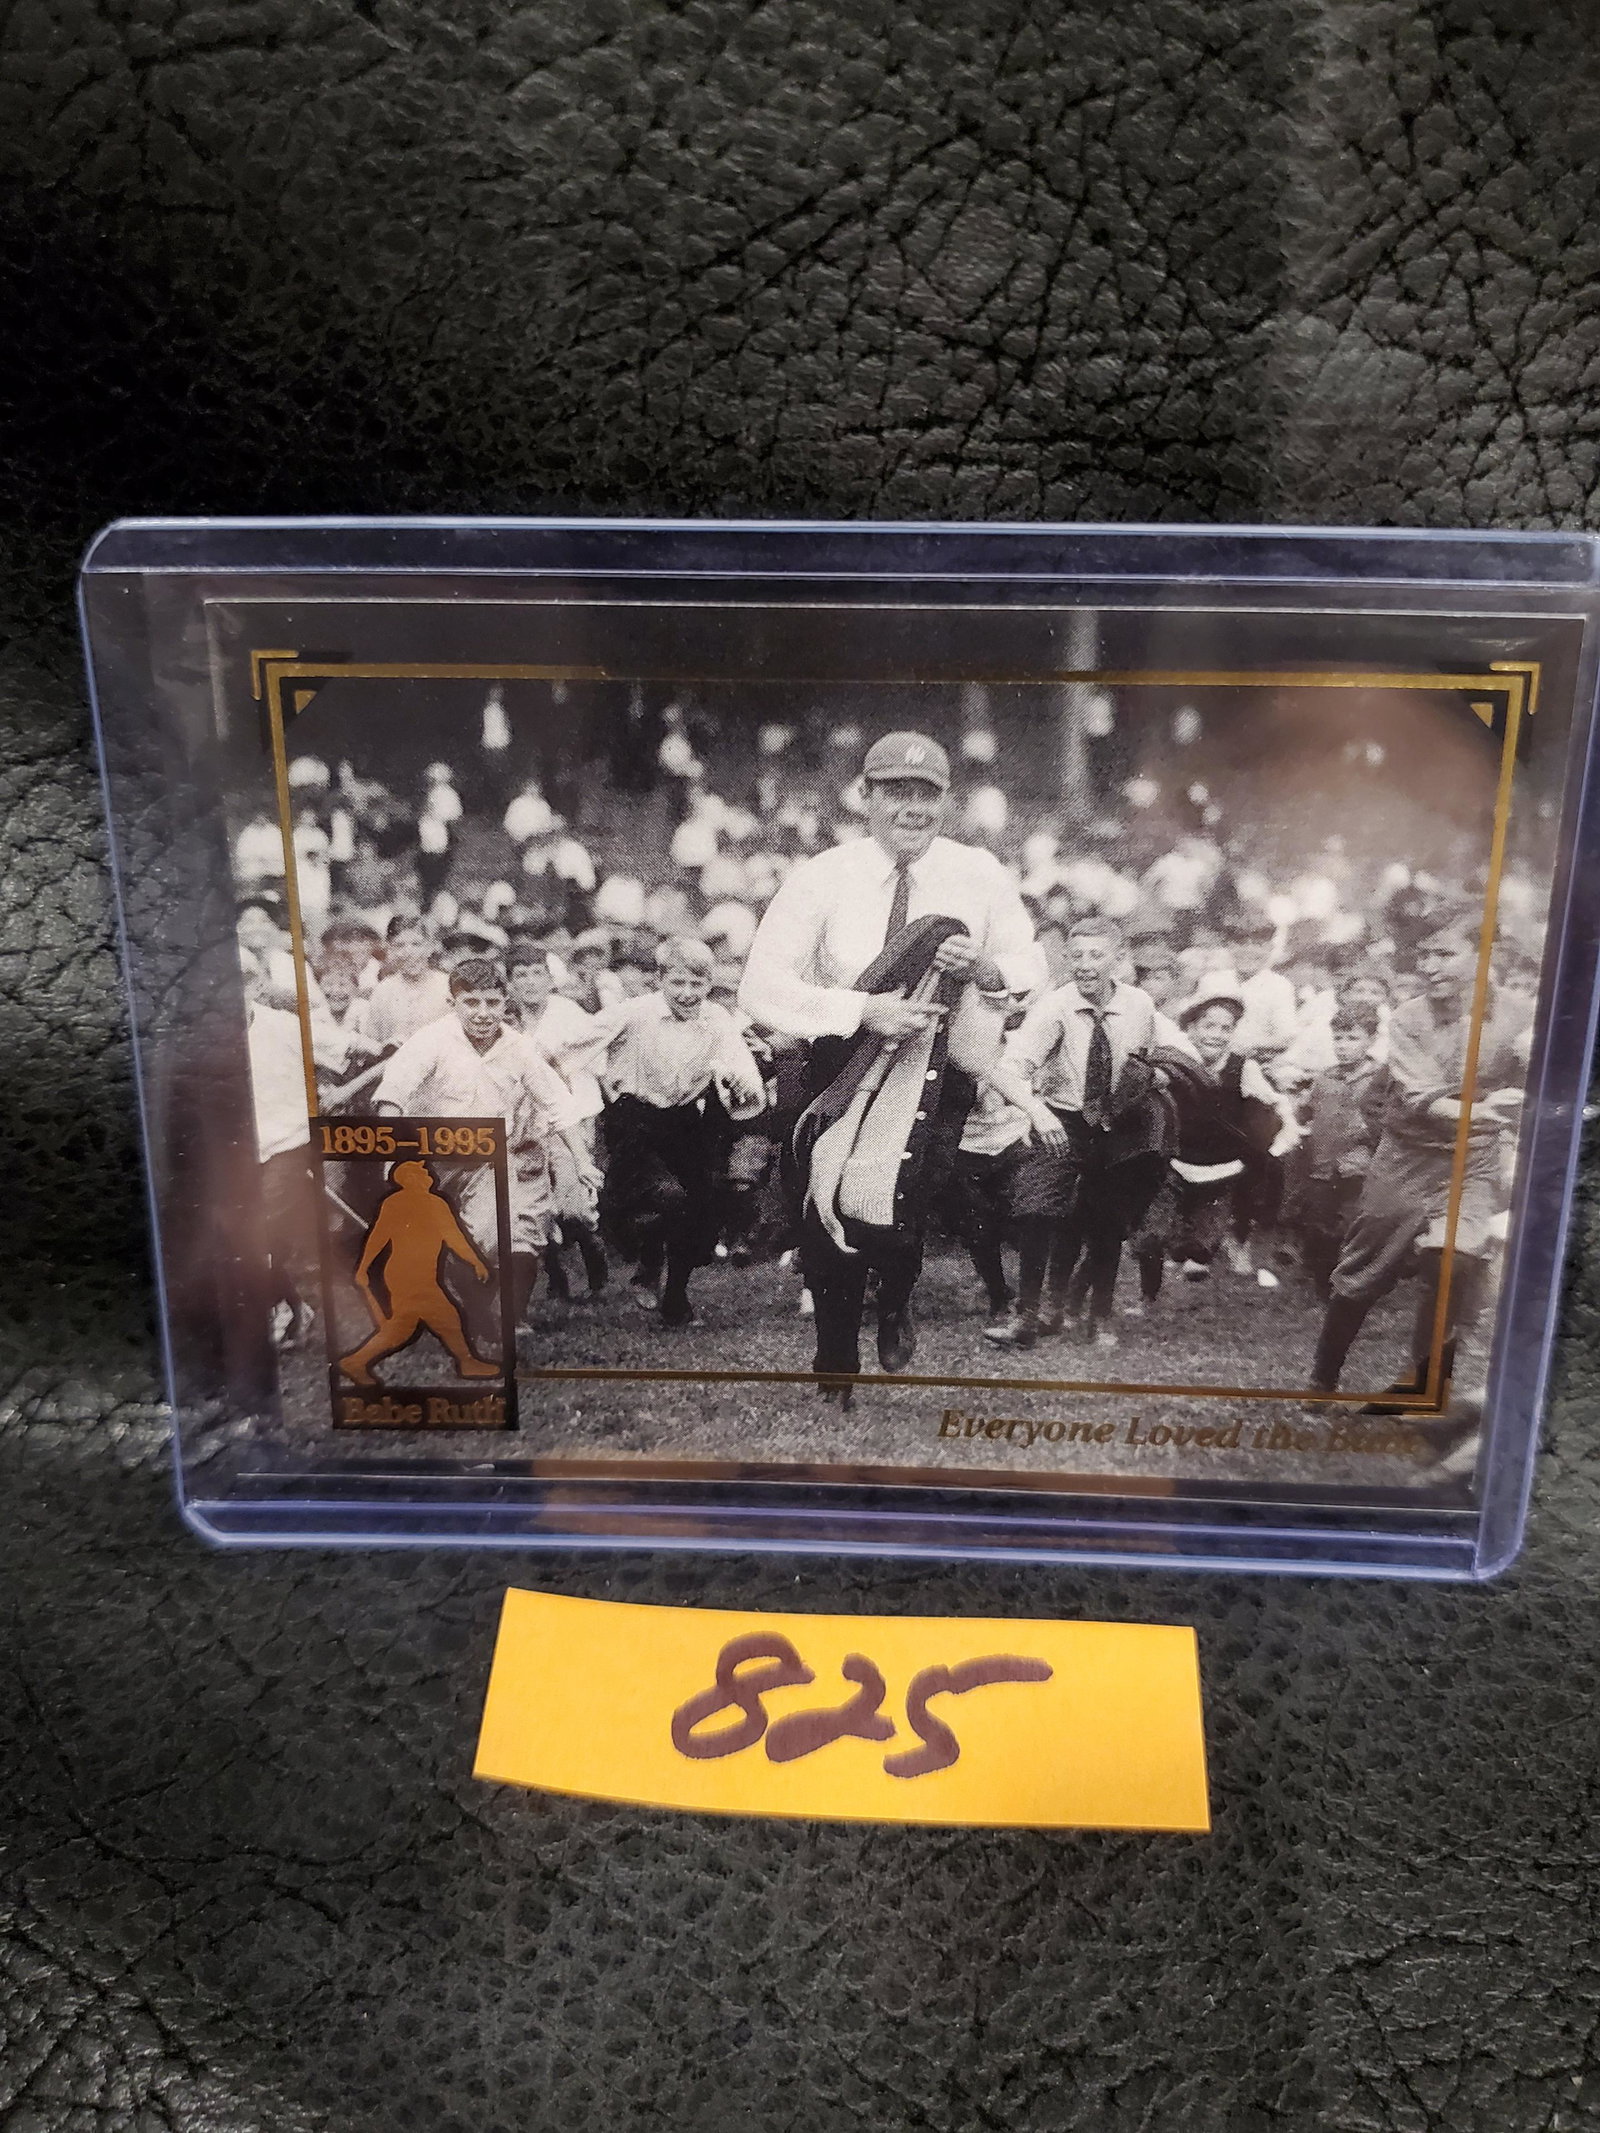 1895–1995
Babe Ruth
Everyone Loved the Babe
825